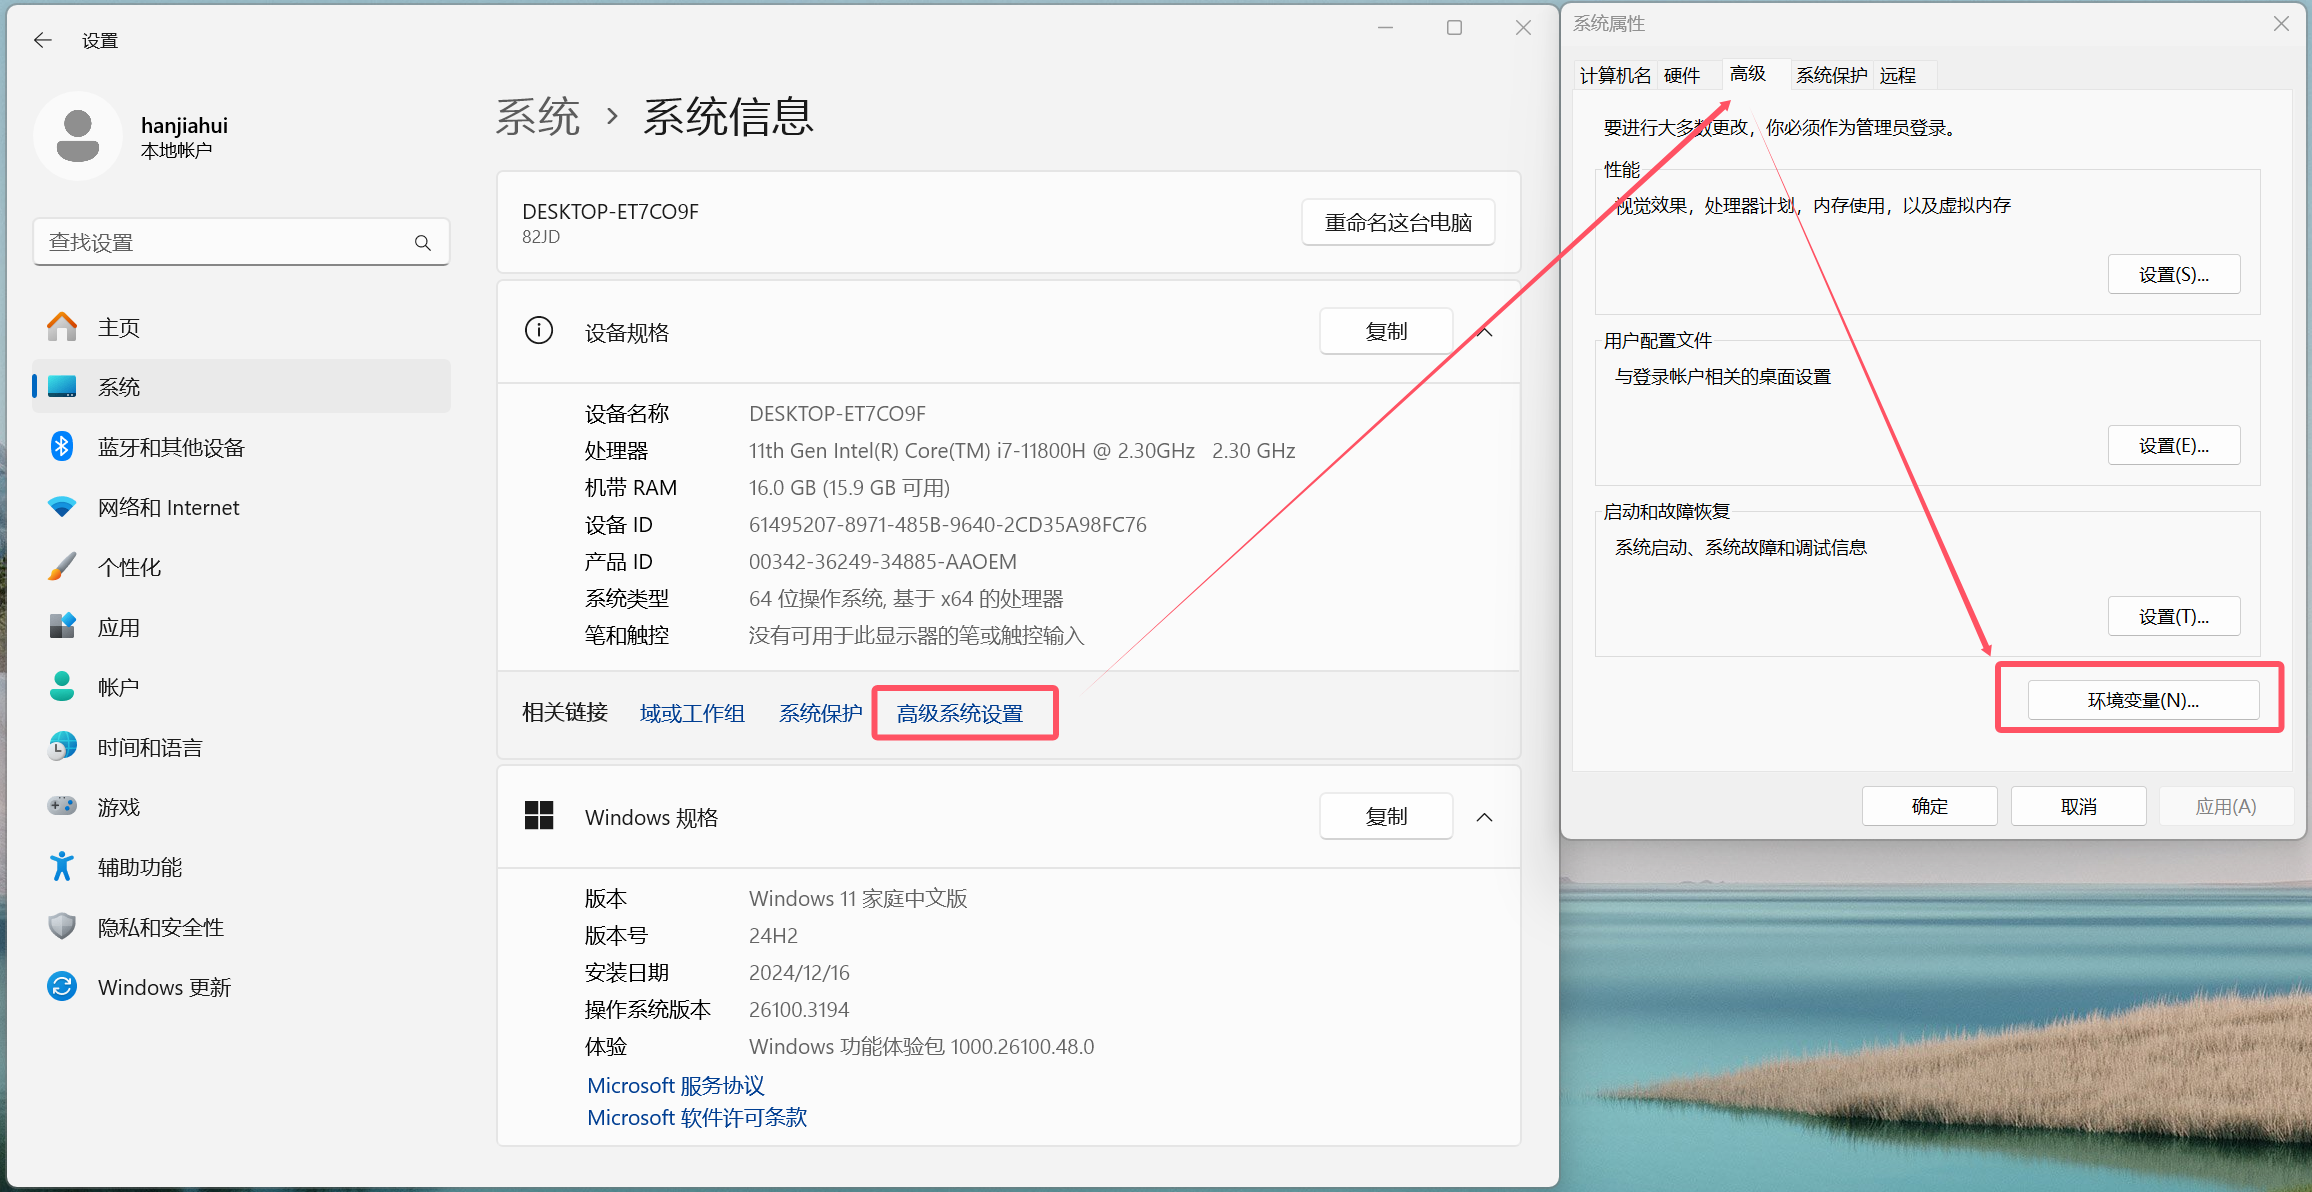 设置
hanjiahui
本地帐户
查找设置
主页
系统
蓝牙和其他设备
网络和 Internet
个性化
应用
帐户
时间和语言
游戏
辅助功能
隐私和安全性
Windows 更新
系统 › 系统信息
DESKTOP-ET7CO9F
82JD
重命名这台电脑
设备规格
复制
设备名称 DESKTOP-ET7CO9F
处理器 11th Gen Intel(R) Core(TM) i7-11800H @ 2.30GHz 2.30 GHz
机带 RAM 16.0 GB (15.9 GB 可用)
设备 ID 61495207-8971-485B-9640-2CD35A98FC76
产品 ID 00342-36249-34885-AAOEM
系统类型 64 位操作系统, 基于 x64 的处理器
笔和触控 没有可用于此显示器的笔或触控输入
相关链接 域或工作组 系统保护 高级系统设置
Windows 规格
复制
版本 Windows 11 家庭中文版
版本号 24H2
安装日期 2024/12/16
操作系统版本 26100.3194
体验 Windows 功能体验包 1000.26100.48.0
Microsoft 服务协议
Microsoft 软件许可条款
系统属性
计算机名 硬件 高级 系统保护 远程
要进行大多数更改，你必须作为管理员登录。
性能
视觉效果，处理器计划，内存使用，以及虚拟内存
设置(S)...
用户配置文件
与登录帐户相关的桌面设置
设置(E)...
启动和故障恢复
系统启动、系统故障和调试信息
设置(T)...
环境变量(N)...
确定 取消 应用(A)